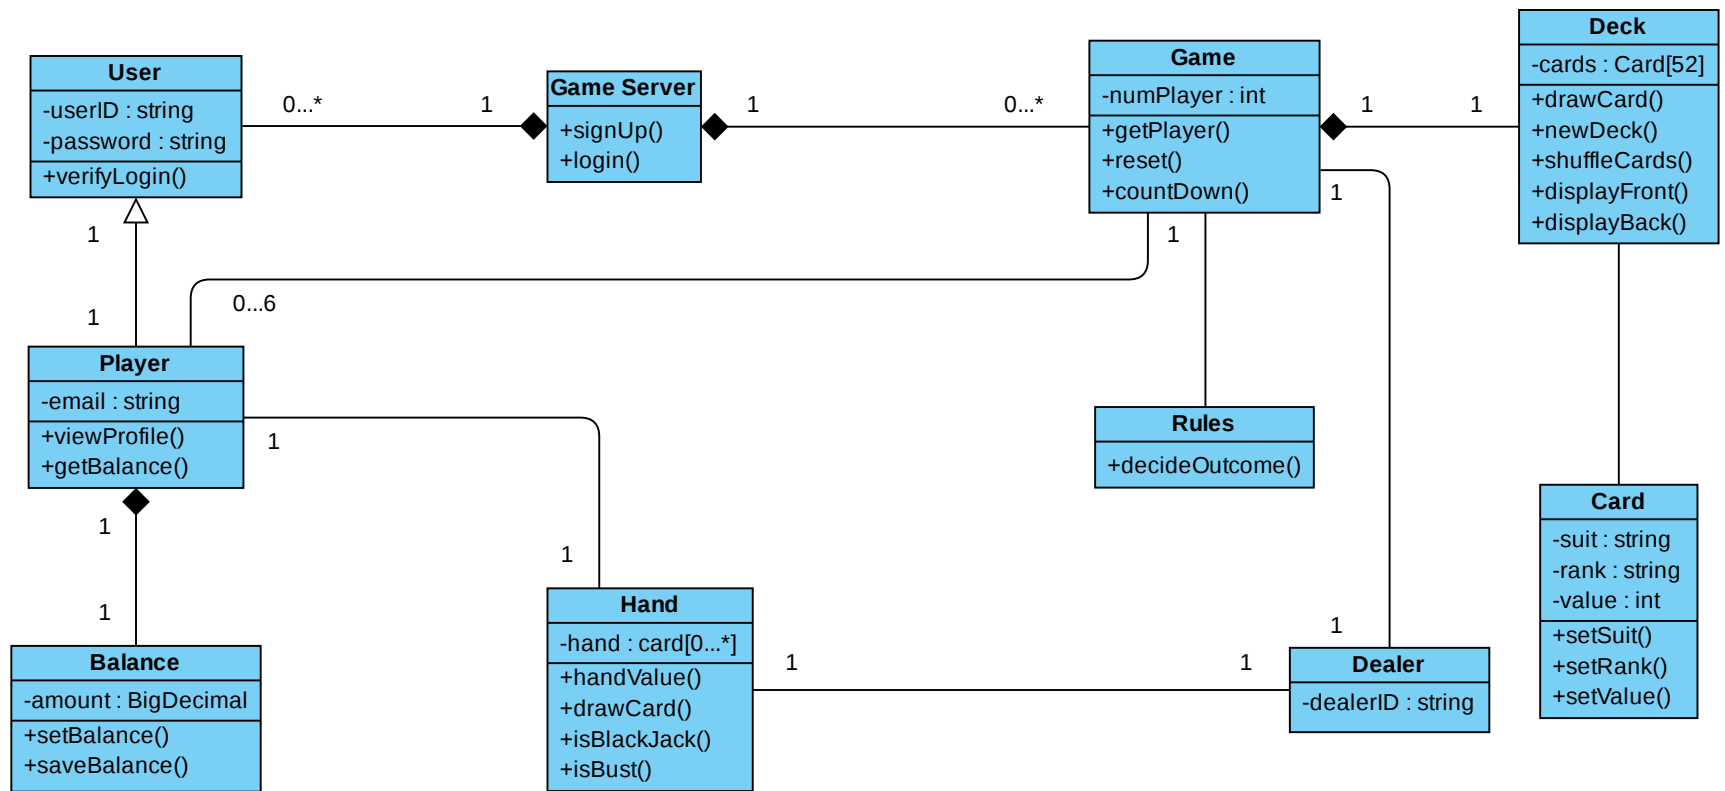 User
-userID : string
-password : string
+verifyLogin()
0...*
1
Game Server
+signUp()
+login()
1
0...*
Game
-numPlayer : int
+getPlayer()
+reset()
+countDown()
1
1
Deck
-cards : Card[52]
+drawCard()
+newDeck()
+shuffleCards()
+displayFront()
+displayBack()
1
1
1
1
0...6
Player
-email : string
+viewProfile()
+getBalance()
1
1
1
1
Rules
+decideOutcome()
Card
-suit : string
-rank : string
-value : int
+setSuit()
+setRank()
+setValue()
Balance
-amount : BigDecimal
+setBalance()
+saveBalance()
Hand
-hand : card[0...*]
+handValue()
+drawCard()
+isBlackJack()
+isBust()
1
1
1
Dealer
-dealerID : string